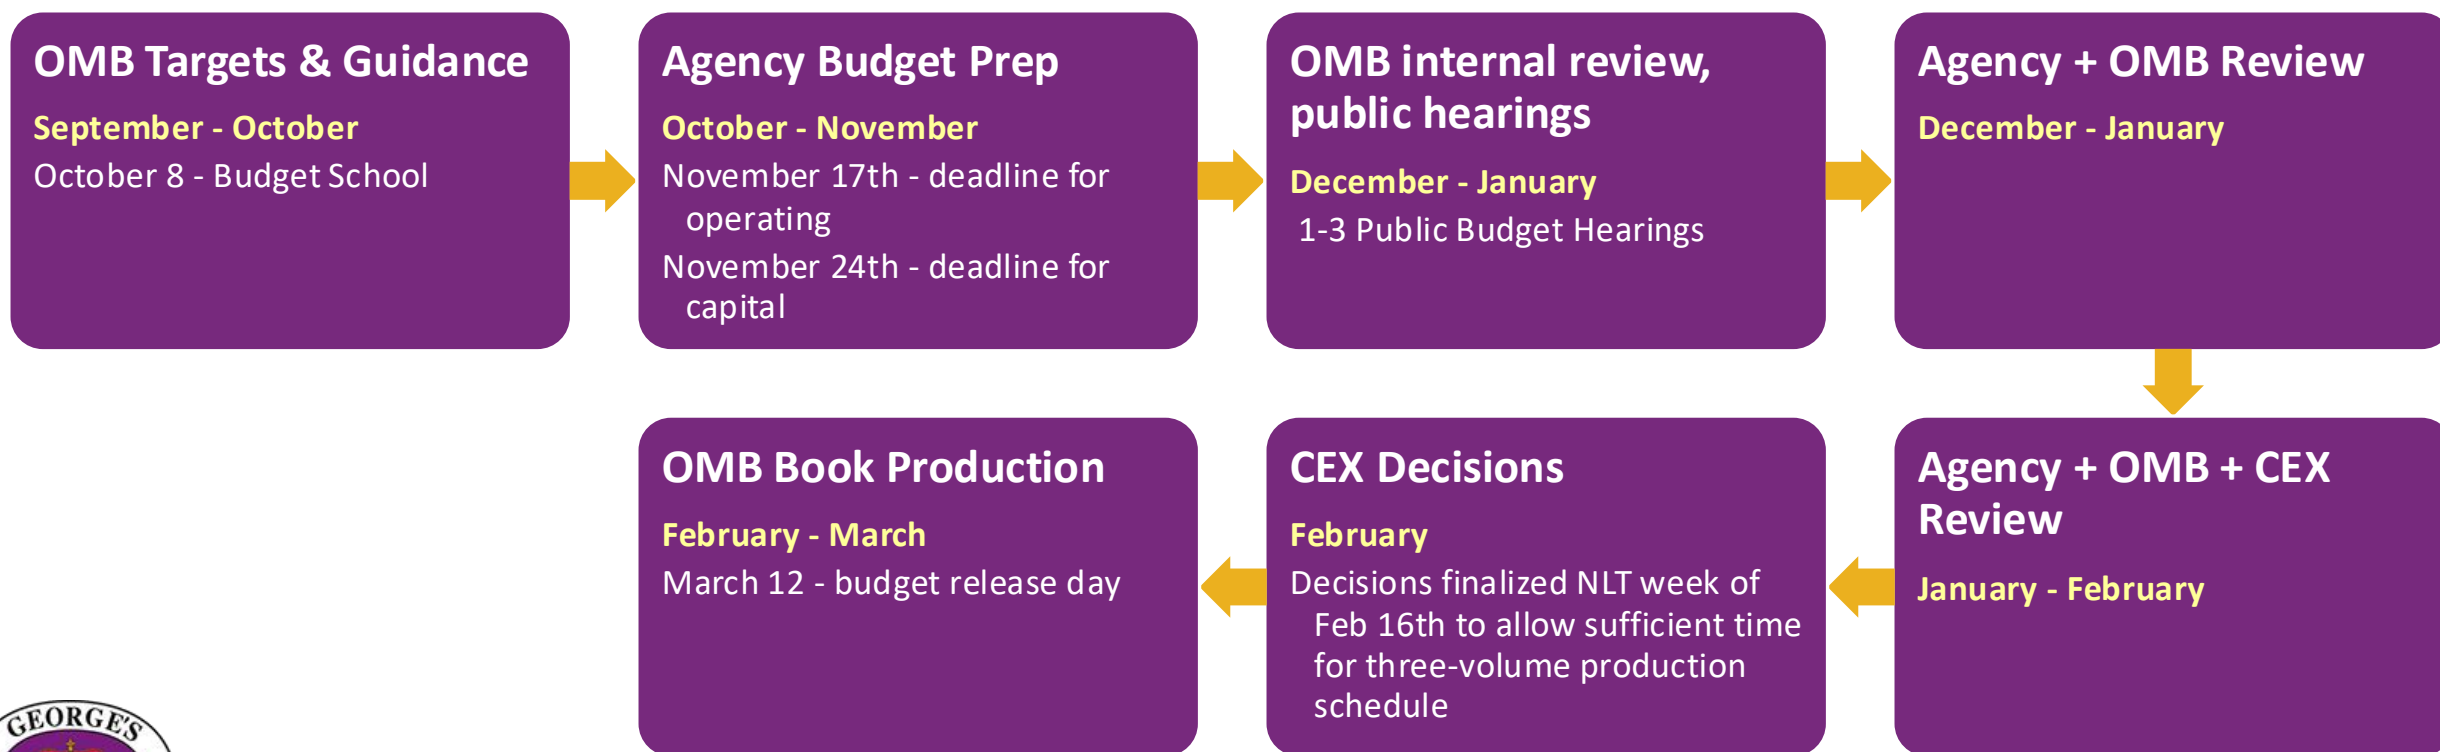 OMB Targets & Guidance
September - October
October 8 - Budget School
Agency Budget Prep
October - November
November 17th - deadline for
operating
November 24th - deadline for
capital
OMB internal review,
public hearings
December - January
1-3 Public Budget Hearings
Agency + OMB Review
December - January
Agency + OMB + CEX
Review
January - February
CEX Decisions
February
Decisions finalized NLT week of
Feb 16th to allow sufficient time
for three-volume production
schedule
OMB Book Production
February - March
March 12 - budget release day
GEORGE'S